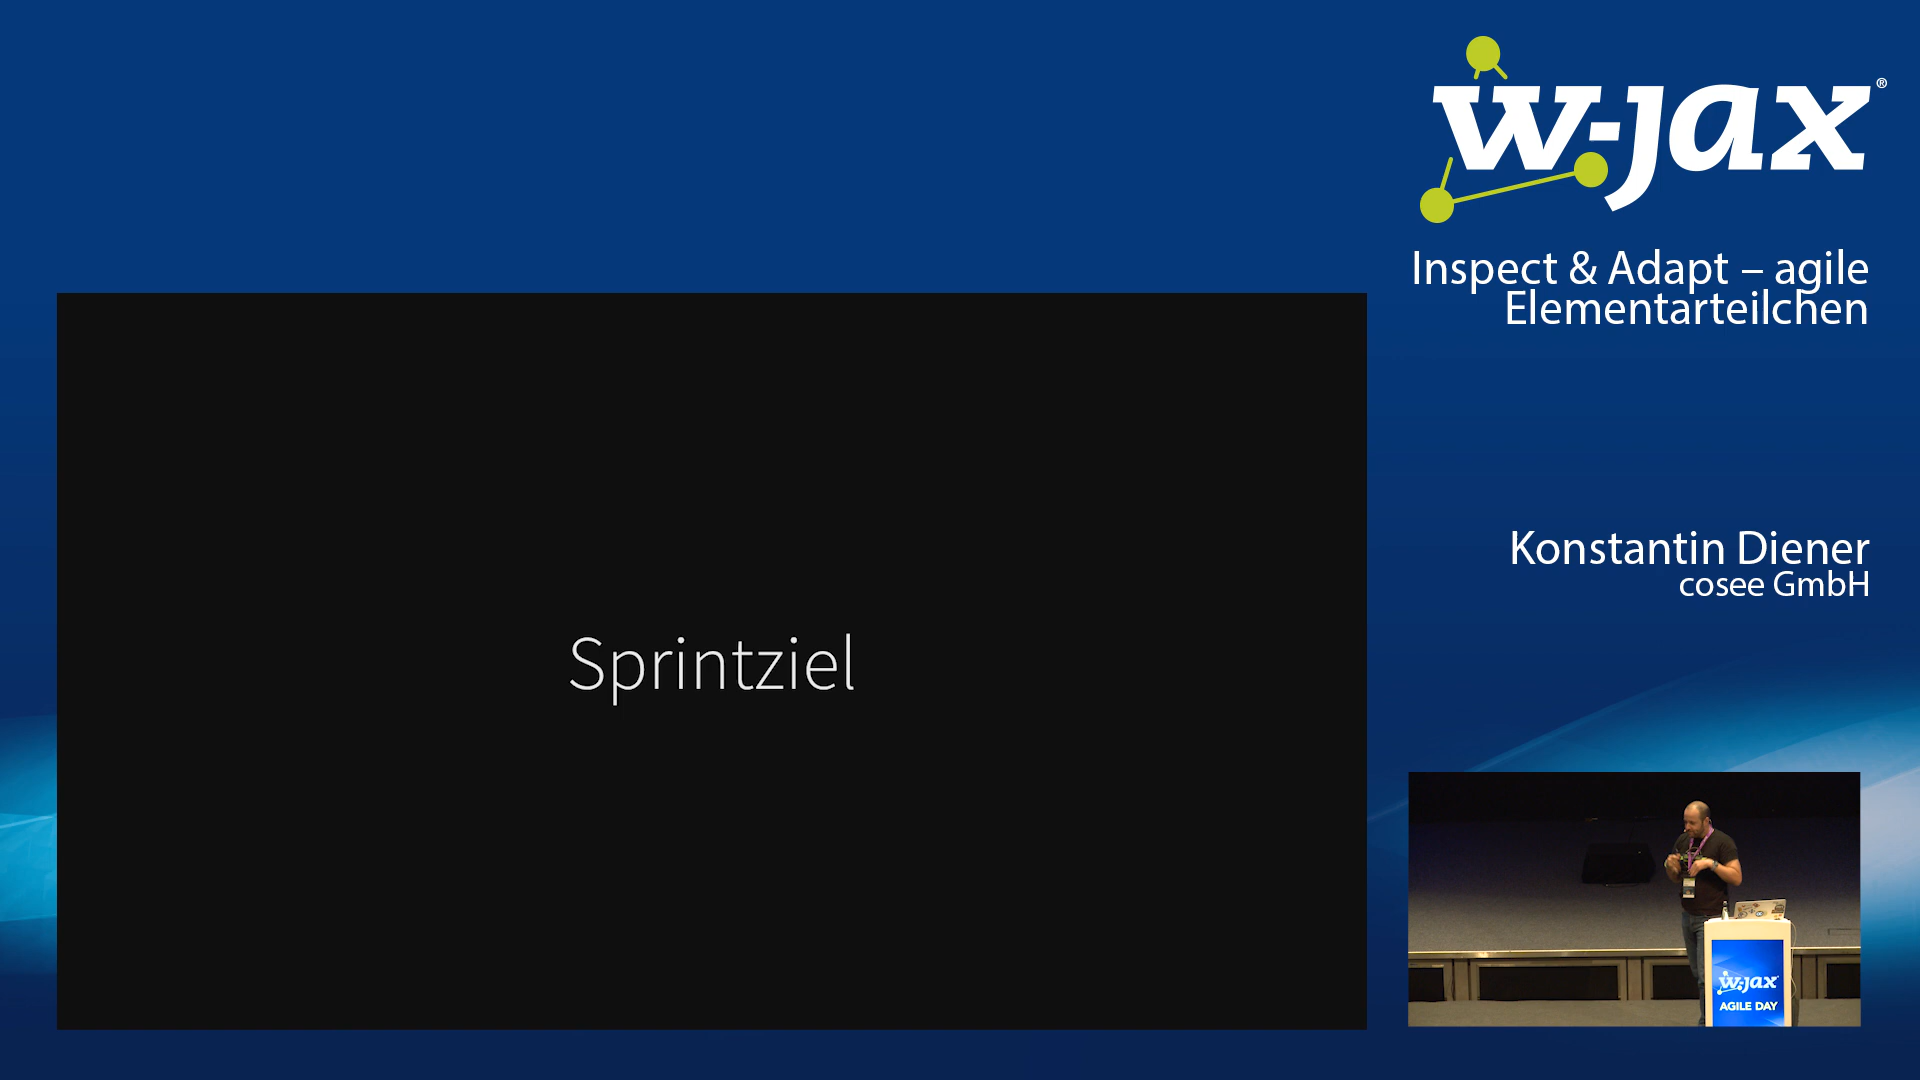 w-jax®
Inspect & Adapt – agile
Elementarteilchen
Sprintziel
Konstantin Diener
cosee GmbH
w-jax
AGILE DAY